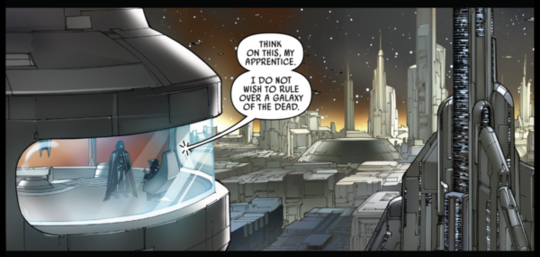 THINK
ON THIS, MY
APPRENTICE.
I DO NOT
WISH TO RULE
OVER A GALAXY
OF THE DEAD.